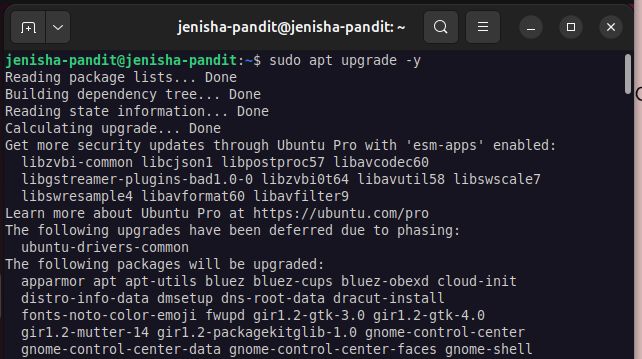 jenisha-pandit@jenisha-pandit: ~
jenisha-pandit@jenisha-pandit:~$ sudo apt upgrade -y
Reading package lists... Done
Building dependency tree... Done
Reading state information... Done
Calculating upgrade... Done
Get more security updates through Ubuntu Pro with 'esm-apps' enabled:
  libzvbi-common libcjson1 libpostproc57 libavcodec60
  libgstreamer-plugins-bad1.0-0 libzvbi0t64 libavutil58 libswscale7
  libswresample4 libavformat60 libavfilter9
Learn more about Ubuntu Pro at https://ubuntu.com/pro
The following upgrades have been deferred due to phasing:
  ubuntu-drivers-common
The following packages will be upgraded:
  apparmor apt apt-utils bluez bluez-cups bluez-obexd cloud-init
  distro-info-data dmsetup dns-root-data dracut-install
  fonts-noto-color-emoji fwupd gir1.2-gtk-3.0 gir1.2-gtk-4.0
  gir1.2-mutter-14 gir1.2-packagekitglib-1.0 gnome-control-center
  gnome-control-center-data gnome-control-center-faces gnome-shell